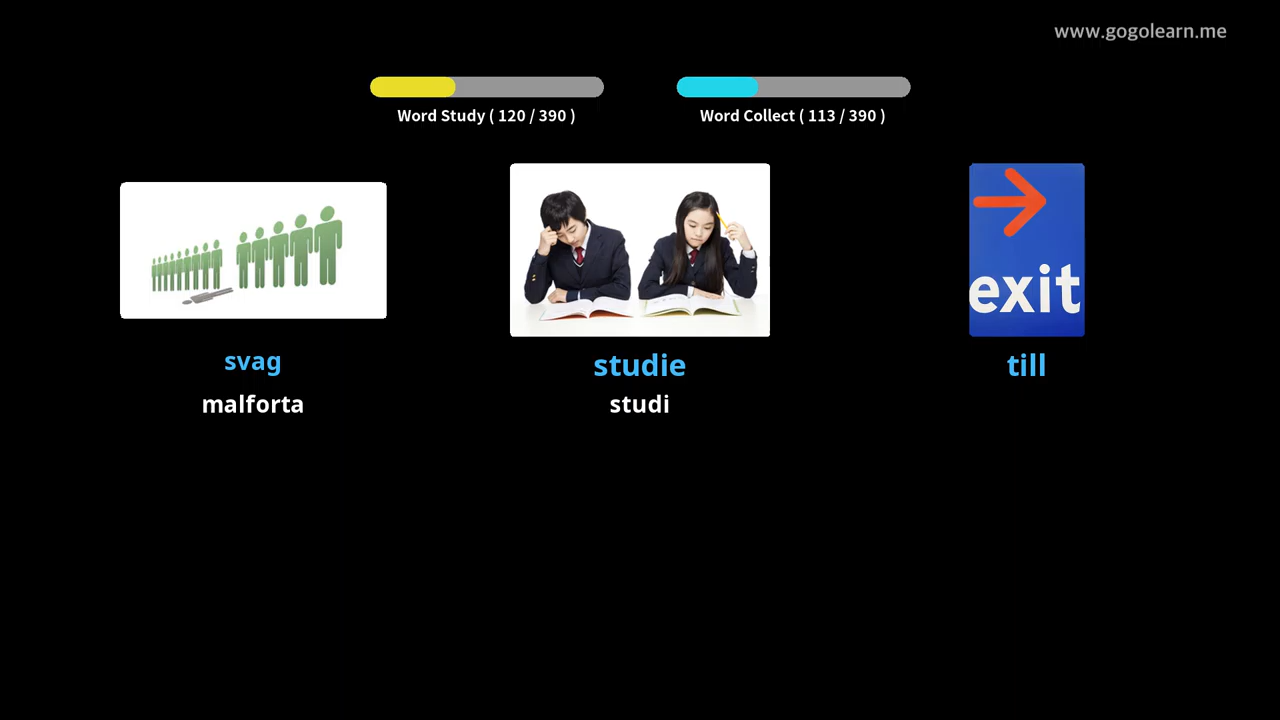 www.gogolearn.me
Word Study ( 120 / 390 )
Word Collect ( 113 / 390 )
exit
svag
studie
till
malforta
studi